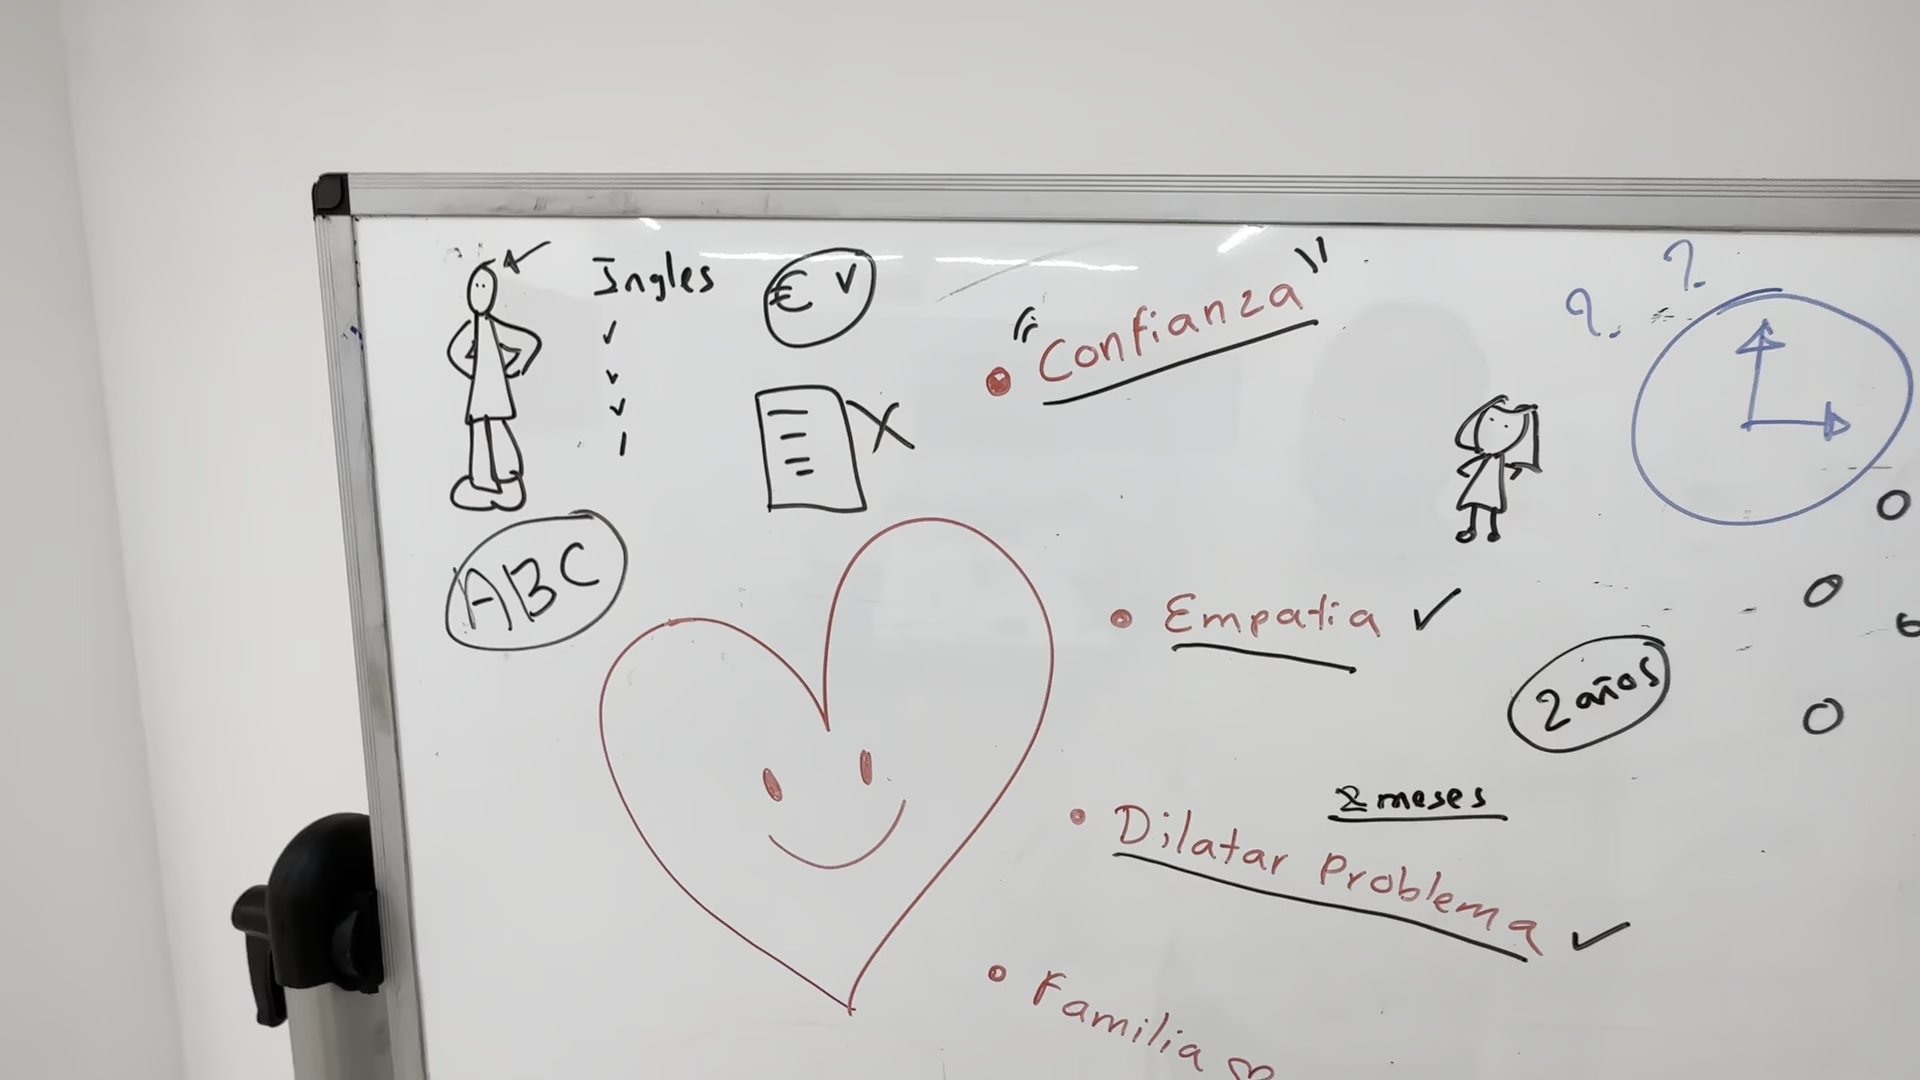 Ingles
€ ✓
"Confianza"
? ?
ABC
• Empatia ✓
2 años
2 meses
• Dilatar Problema ✓
• Familia ♡